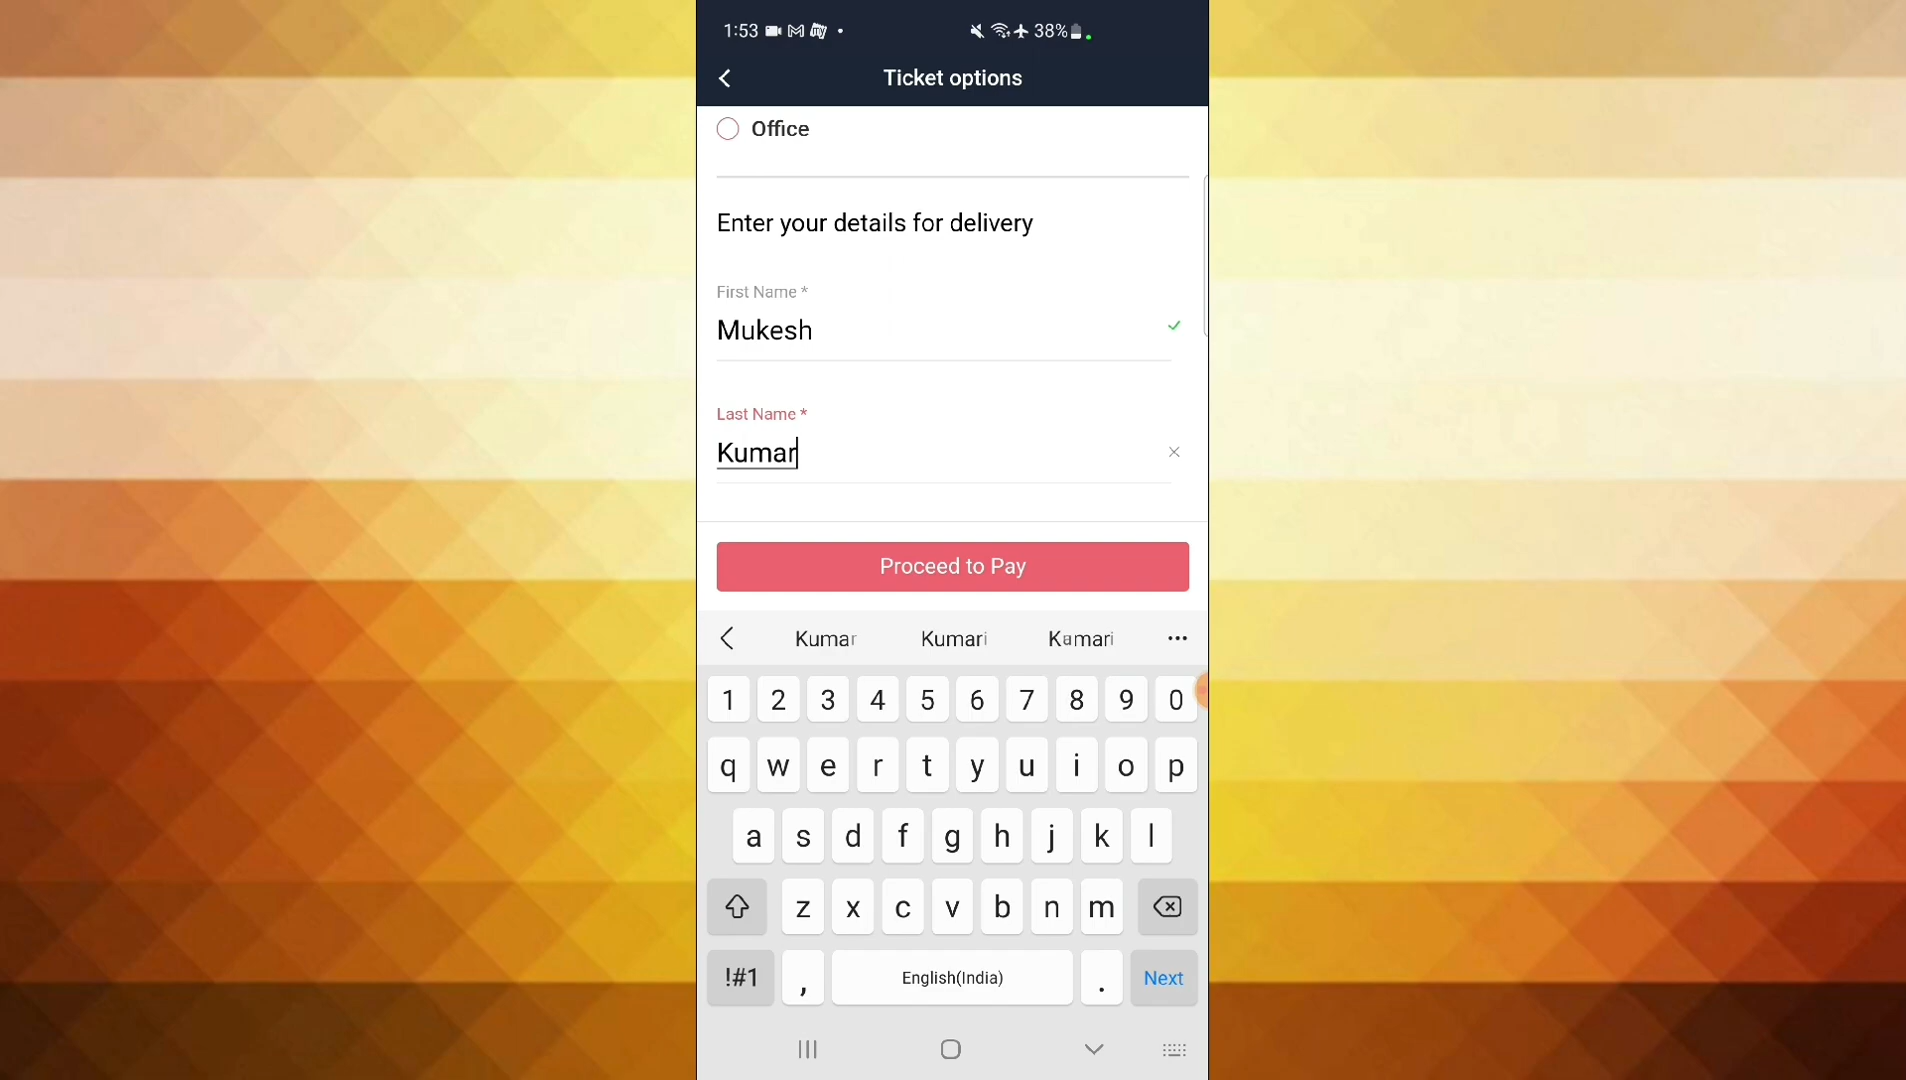 1:53 38%
Ticket options
Office
Enter your details for delivery
First Name *
Mukesh
Last Name *
Kumar
Proceed to Pay
Kumar Kumari Kamari
1 2 3 4 5 6 7 8 9 0
q w e r t y u i o p
a s d f g h j k l
z x c v b n m
!#1 , English(India) . Next